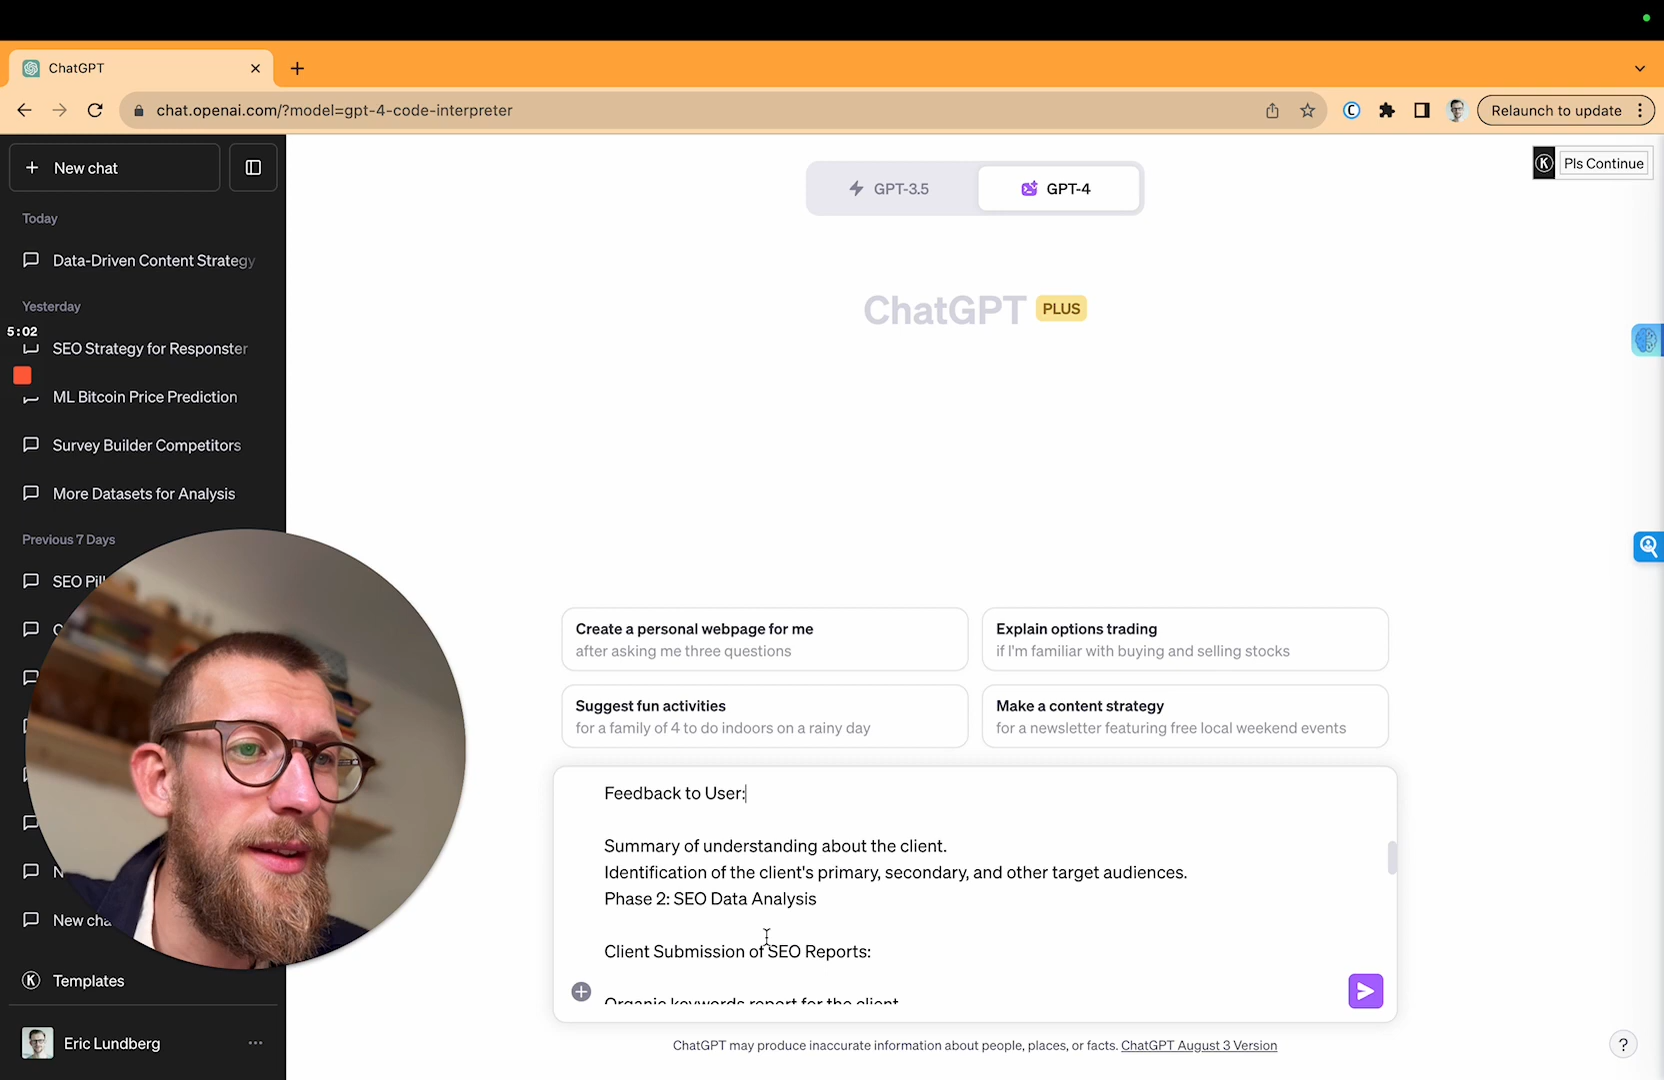 ChatGPT
chat.openai.com/?model=gpt-4-code-interpreter
Relaunch to update
New chat
GPT-3.5
GPT-4
K Pls Continue
Today
Data-Driven Content Strategy
Yesterday
5:02
SEO Strategy for Responster
ML Bitcoin Price Prediction
Survey Builder Competitors
More Datasets for Analysis
Previous 7 Days
SEO Pil
New cha
K Templates
Eric Lundberg
ChatGPT PLUS
Create a personal webpage for me
after asking me three questions
Explain options trading
if I'm familiar with buying and selling stocks
Suggest fun activities
for a family of 4 to do indoors on a rainy day
Make a content strategy
for a newsletter featuring free local weekend events
Feedback to User:
Summary of understanding about the client.
Identification of the client's primary, secondary, and other target audiences.
Phase 2: SEO Data Analysis
Client Submission of SEO Reports:
Organic keywords report for the client
ChatGPT may produce inaccurate information about people, places, or facts. ChatGPT August 3 Version
?